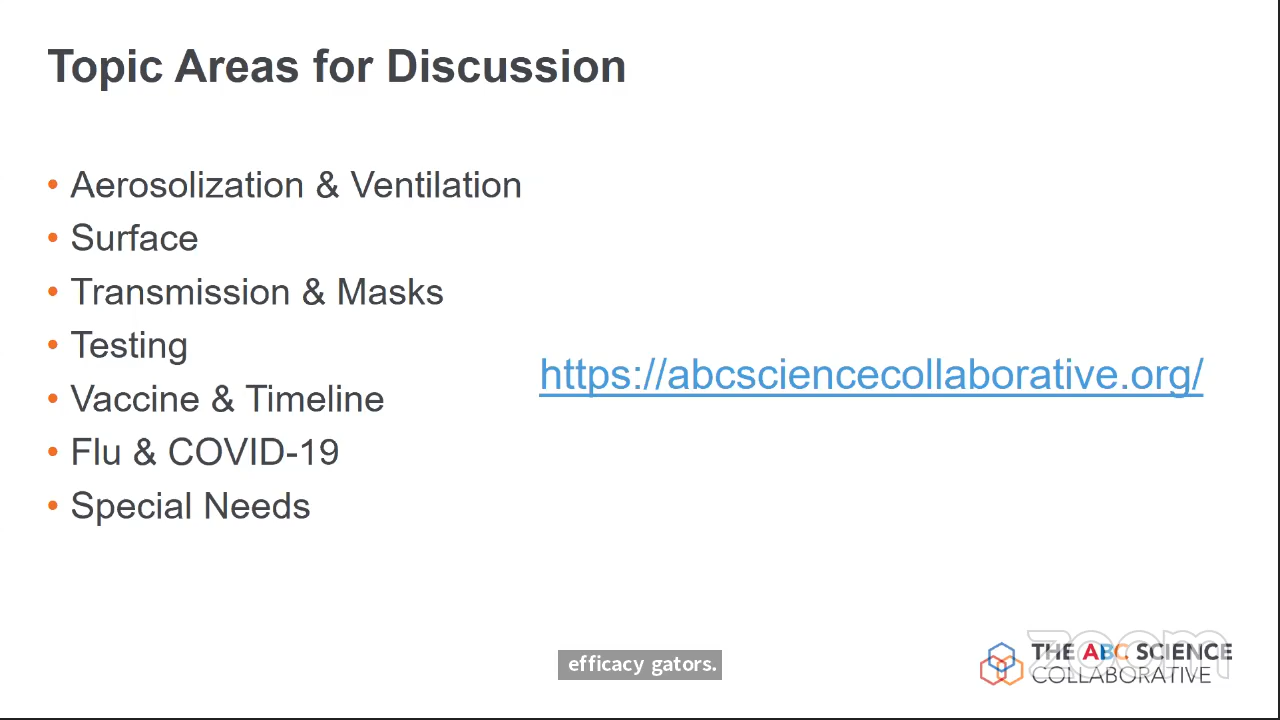 Topic Areas for Discussion
• Aerosolization & Ventilation
• Surface
• Transmission & Masks
• Testing
• Vaccine & Timeline
• Flu & COVID-19
• Special Needs
https://abcsciencecollaborative.org/
efficacy gators.
THE ABC SCIENCE
COLLABORATIVE
zoom